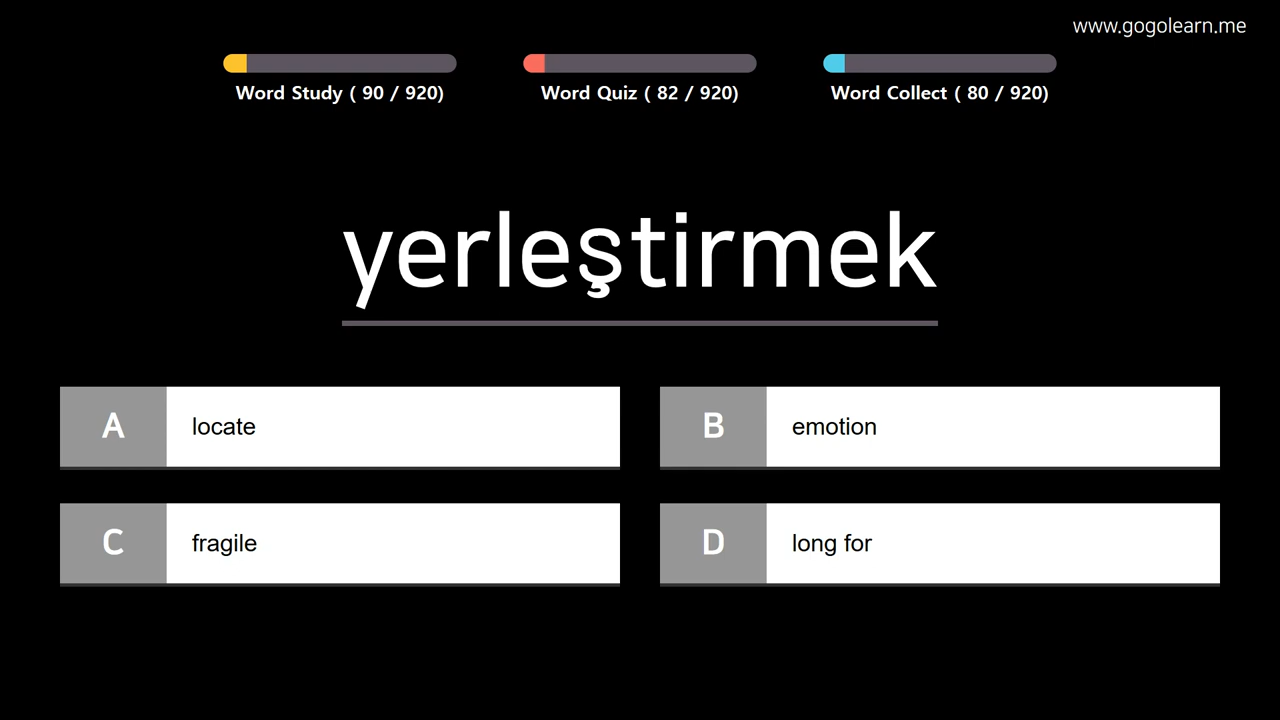 www.gogolearn.me
Word Study ( 90 / 920)
Word Quiz ( 82 / 920)
Word Collect ( 80 / 920)
yerleştirmek
A locate
B emotion
C fragile
D long for